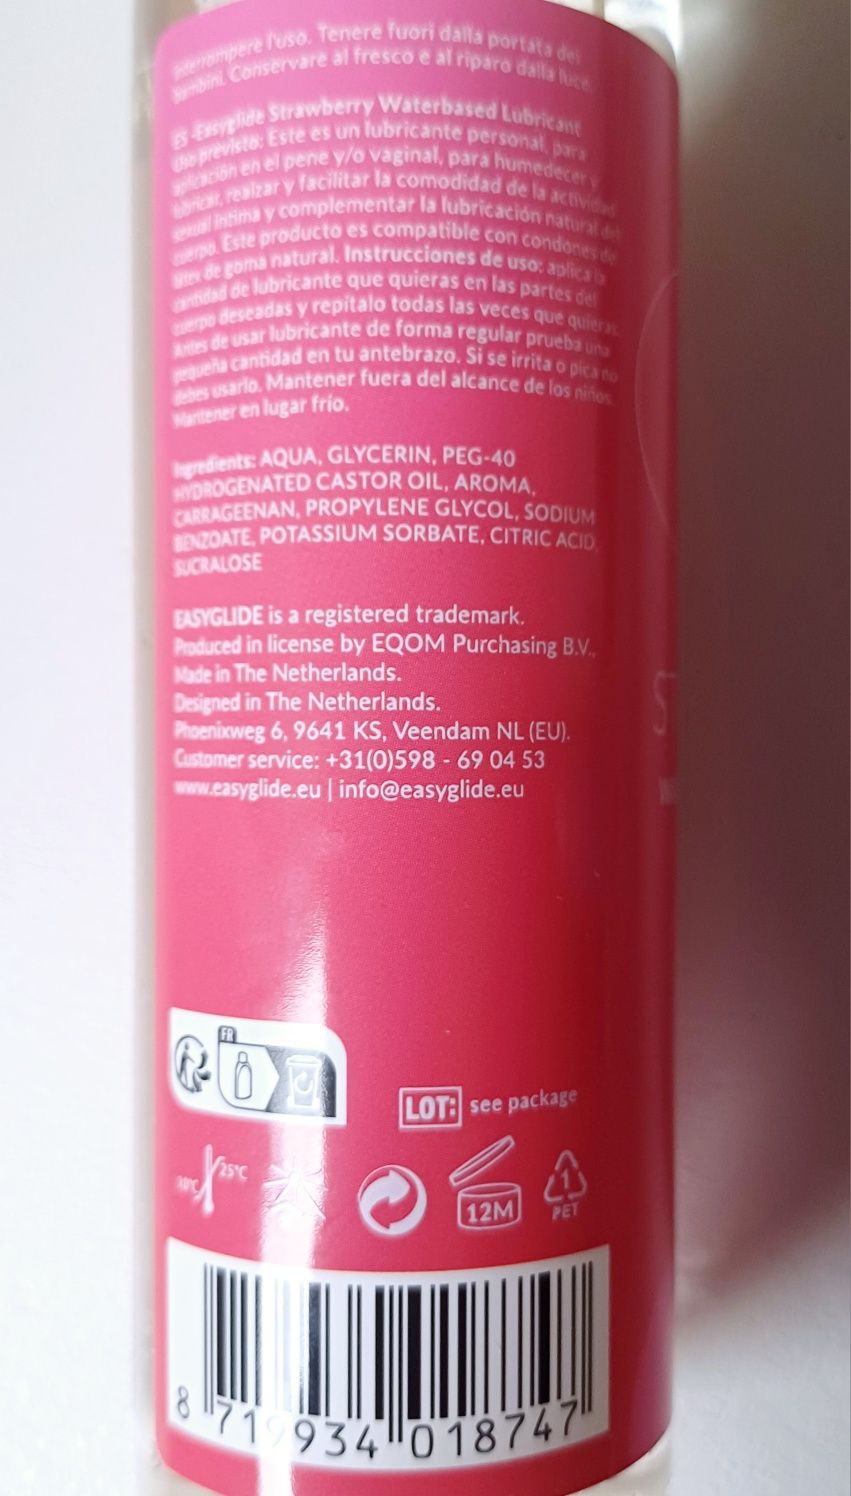 interrompere l'uso. Tenere fuori dalla portata dei
bambini. Conservare al fresco e al riparo dalla luce.
ES -Easyglide Strawberry Waterbased Lubricant
Uso previsto: Este es un lubricante personal, para
aplicación en el pene y/o vaginal, para humedecer y
lubricar, realzar y facilitar la comodidad de la actividad
sexual íntima y complementar la lubricación natural del
cuerpo. Este producto es compatible con condones de
látex de goma natural. Instrucciones de uso: aplica la
cantidad de lubricante que quieras en las partes del
cuerpo deseadas y repítalo todas las veces que quieras.
Antes de usar lubricante de forma regular prueba una
pequeña cantidad en tu antebrazo. Si se irrita o pica no
debes usarlo. Mantener fuera del alcance de los niños.
Mantener en lugar frío.
Ingredients: AQUA, GLYCERIN, PEG-40
HYDROGENATED CASTOR OIL, AROMA,
CARRAGEENAN, PROPYLENE GLYCOL, SODIUM
BENZOATE, POTASSIUM SORBATE, CITRIC ACID,
SUCRALOSE
EASYGLIDE is a registered trademark.
Produced in license by EQOM Purchasing B.V.,
Made in The Netherlands.
Designed in The Netherlands.
Phoenixweg 6, 9641 KS, Veendam NL (EU).
Customer service: +31(0)598 - 69 04 53
www.easyglide.eu | info@easyglide.eu
ST
FR
LOT: see package
10°C 25°C
12M
1
PET
8 719934 018747